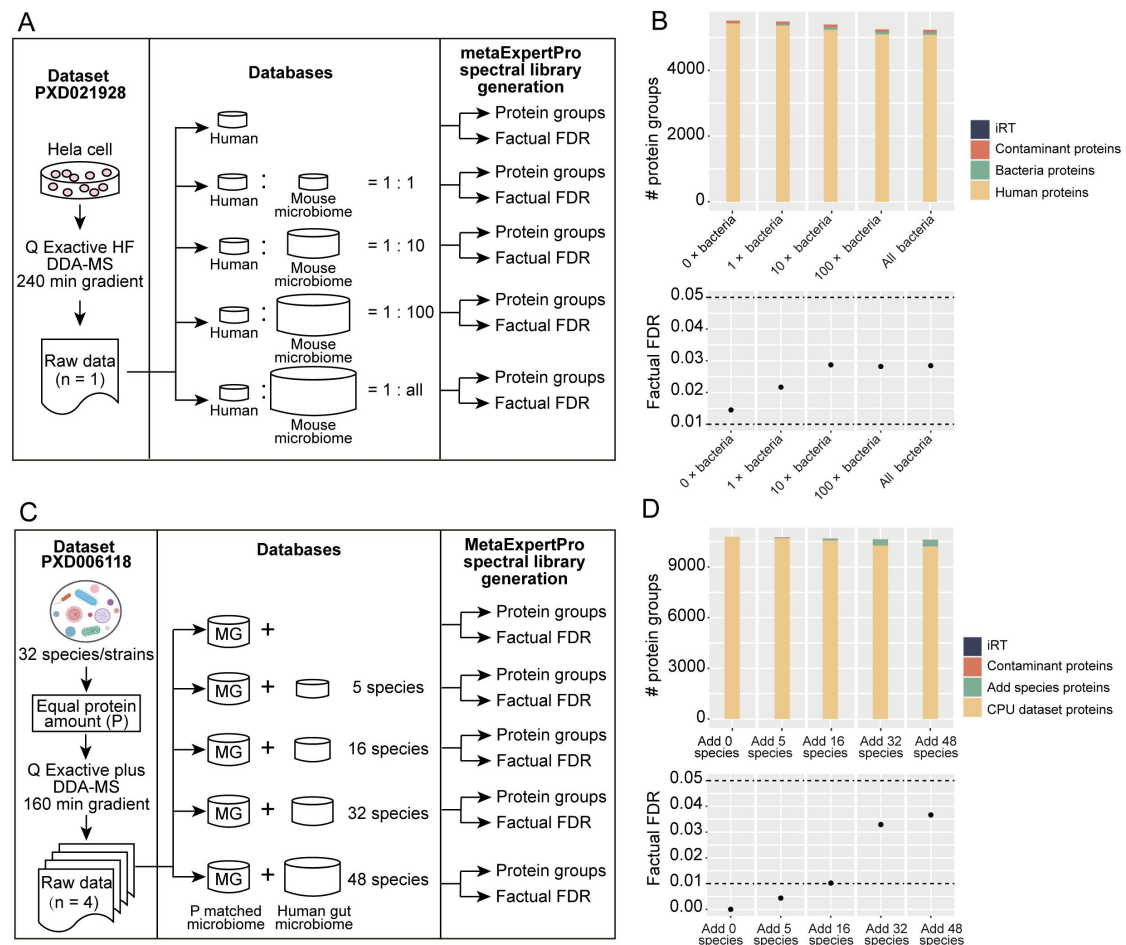 A
Dataset
PXD021928
Hela cell
Q Exactive HF
DDA-MS
240 min gradient
Raw data
(n = 1)
Databases
Human
Human
:
Mouse
microbiome
= 1 : 1
Human
:
Mouse
microbiome
= 1 : 10
Human
:
Mouse
microbiome
= 1 : 100
Human
:
Mouse
microbiome
= 1 : all
metaExpertPro
spectral library
generation
Protein groups
Factual FDR
Protein groups
Factual FDR
Protein groups
Factual FDR
Protein groups
Factual FDR
Protein groups
Factual FDR
B
# protein groups
4000
2000
0
0 × bacteria
1 × bacteria
10 × bacteria
100 × bacteria
All bacteria
iRT
Contaminant proteins
Bacteria proteins
Human proteins
Factual FDR
0.05
0.04
0.03
0.02
0.01
0 × bacteria
1 × bacteria
10 × bacteria
100 × bacteria
All bacteria
C
Dataset
PXD006118
32 species/strains
Equal protein
amount (P)
Q Exactive plus
DDA-MS
160 min gradient
Raw data
(n = 4)
Databases
MG +
MG + 5 species
MG + 16 species
MG + 32 species
MG + 48 species
P matched
microbiome
Human gut
microbiome
MetaExpertPro
spectral library
generation
Protein groups
Factual FDR
Protein groups
Factual FDR
Protein groups
Factual FDR
Protein groups
Factual FDR
Protein groups
Factual FDR
D
# protein groups
9000
6000
3000
0
Add 0
species
Add 5
species
Add 16
species
Add 32
species
Add 48
species
iRT
Contaminant proteins
Add species proteins
CPU dataset proteins
Factual FDR
0.05
0.04
0.03
0.01
0.00
Add 0
species
Add 5
species
Add 16
species
Add 32
species
Add 48
species